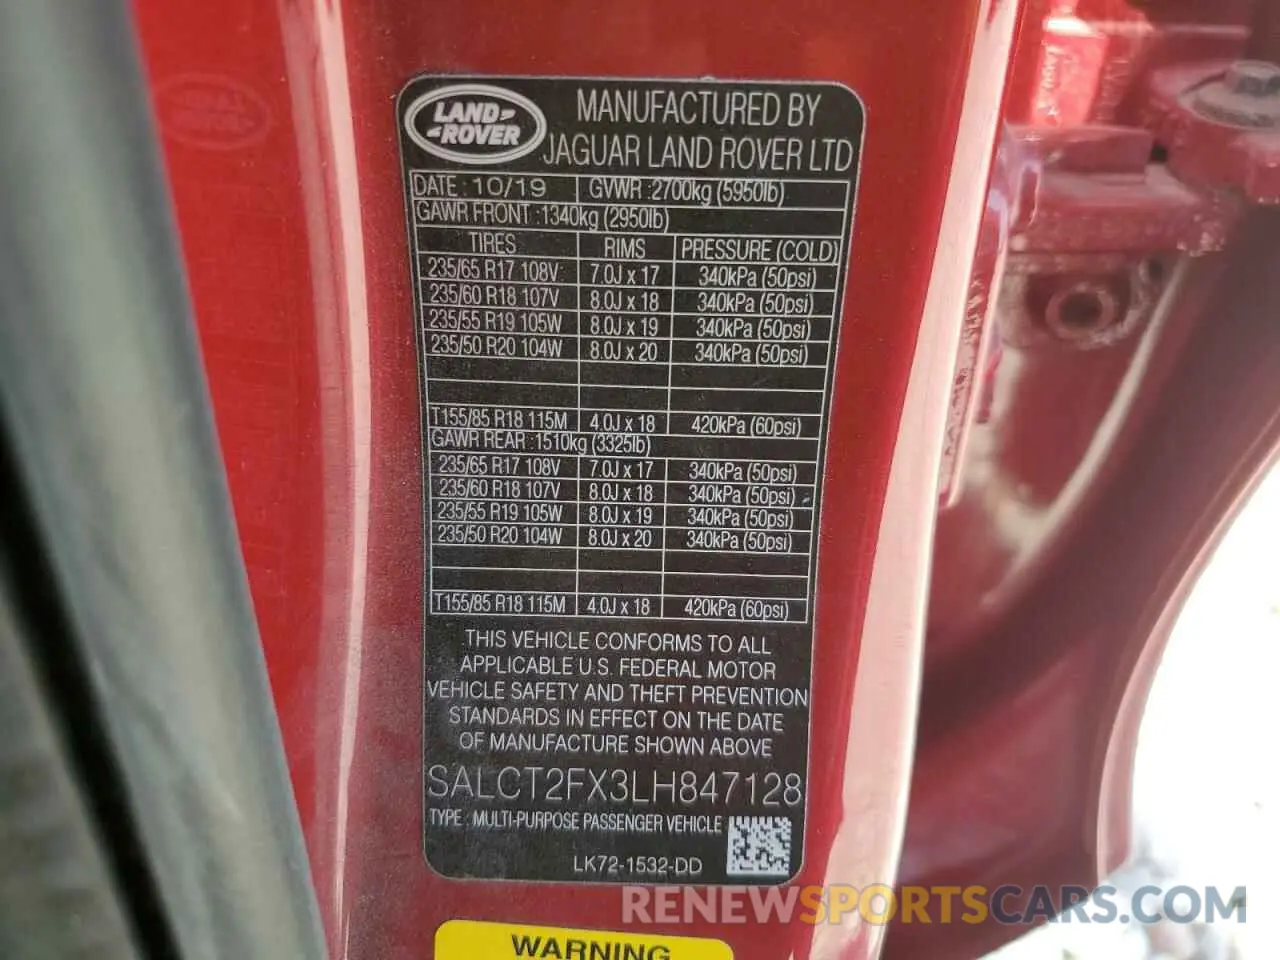 LAND
ROVER
MANUFACTURED BY
JAGUAR LAND ROVER LTD
DATE : 10/19 GVWR :2700kg (5950lb)
GAWR FRONT :1340kg (2950lb)
TIRES RIMS PRESSURE (COLD)
235/65 R17 108V 7.0J x 17 340kPa (50psi)
235/60 R18 107V 8.0J x 18 340kPa (50psi)
235/55 R19 105W 8.0J x 19 340kPa (50psi)
235/50 R20 104W 8.0J x 20 340kPa (50psi)
T155/85 R18 115M 4.0J x 18 420kPa (60psi)
GAWR REAR :1510kg (3325lb)
235/65 R17 108V 7.0J x 17 340kPa (50psi)
235/60 R18 107V 8.0J x 18 340kPa (50psi)
235/55 R19 105W 8.0J x 19 340kPa (50psi)
235/50 R20 104W 8.0J x 20 340kPa (50psi)
T155/85 R18 115M 4.0J x 18 420kPa (60psi)
THIS VEHICLE CONFORMS TO ALL
APPLICABLE U.S. FEDERAL MOTOR
VEHICLE SAFETY AND THEFT PREVENTION
STANDARDS IN EFFECT ON THE DATE
OF MANUFACTURE SHOWN ABOVE
SALCT2FX3LH847128
TYPE : MULTI-PURPOSE PASSENGER VEHICLE
LK72-1532-DD
RENEWSPORTSCARS.COM
WARNING